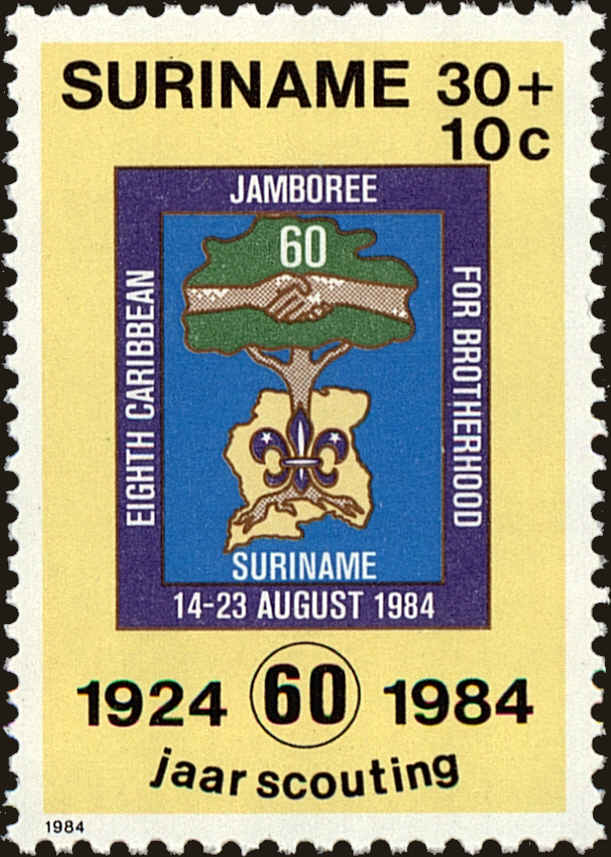 SURINAME 30+
10c
JAMBOREE
60
EIGHTH CARIBBEAN
FOR BROTHERHOOD
SURINAME
14-23 AUGUST 1984
1924 60 1984
jaar scouting
1984